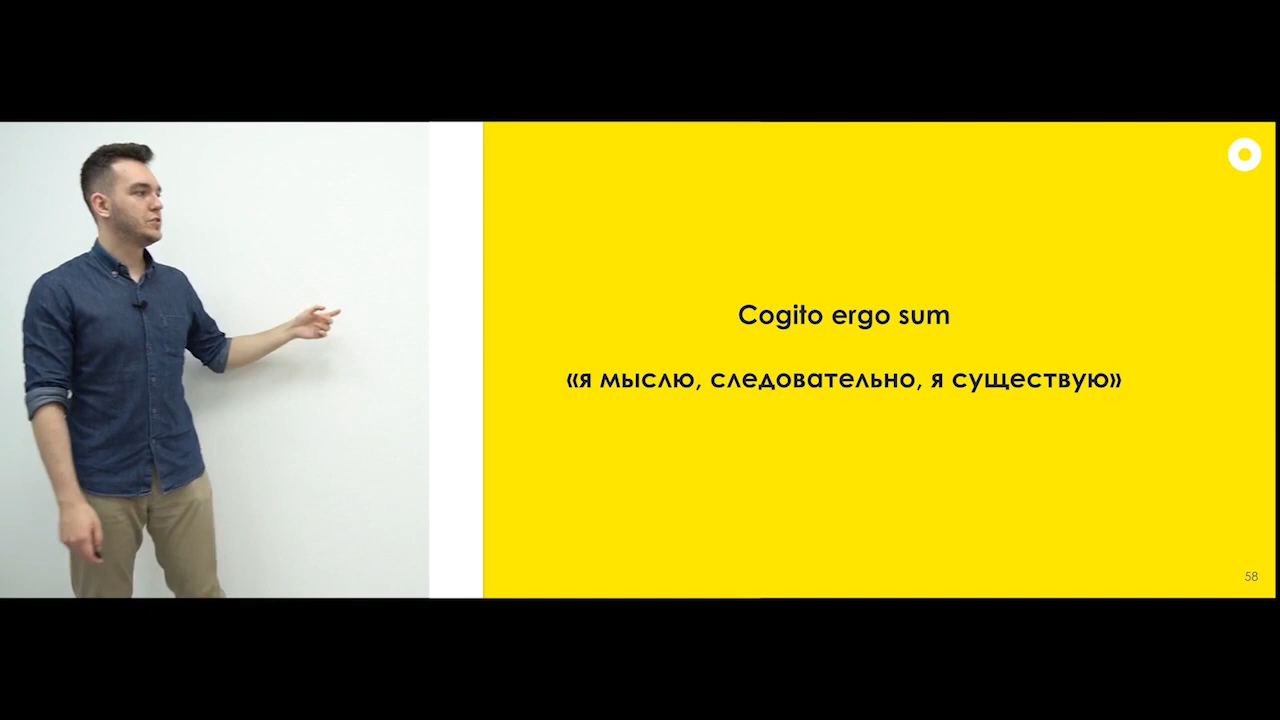 Cogito ergo sum
«я мыслю, следовательно, я существую»
58